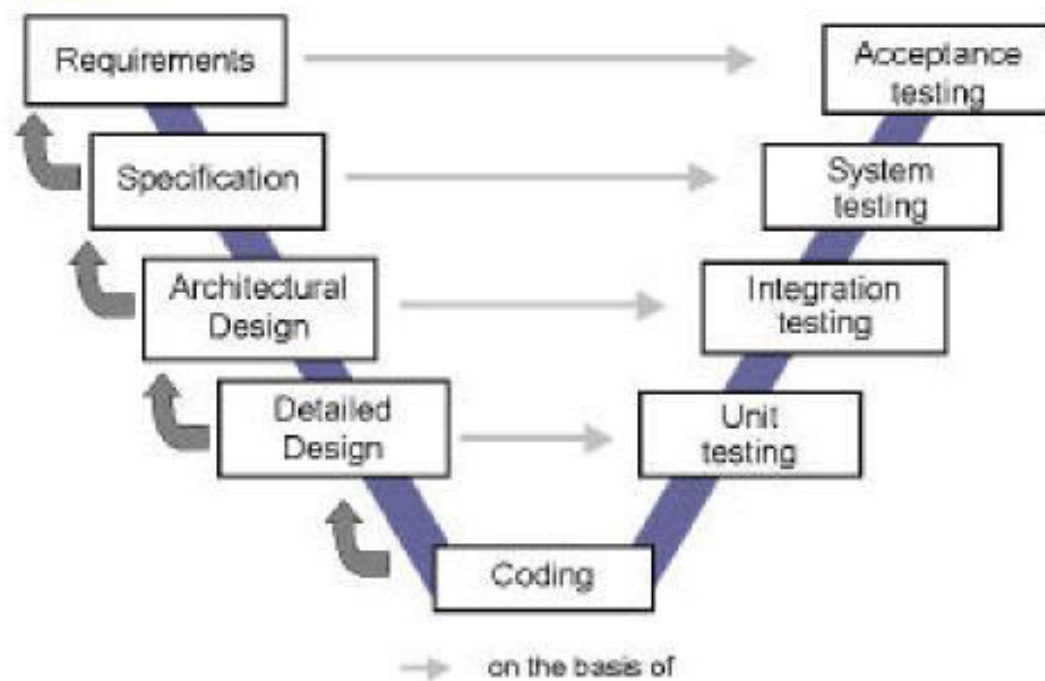 Requirements
Acceptance
testing
Specification
System
testing
Architectural
Design
Integration
testing
Detailed
Design
Unit
testing
Coding
on the basis of